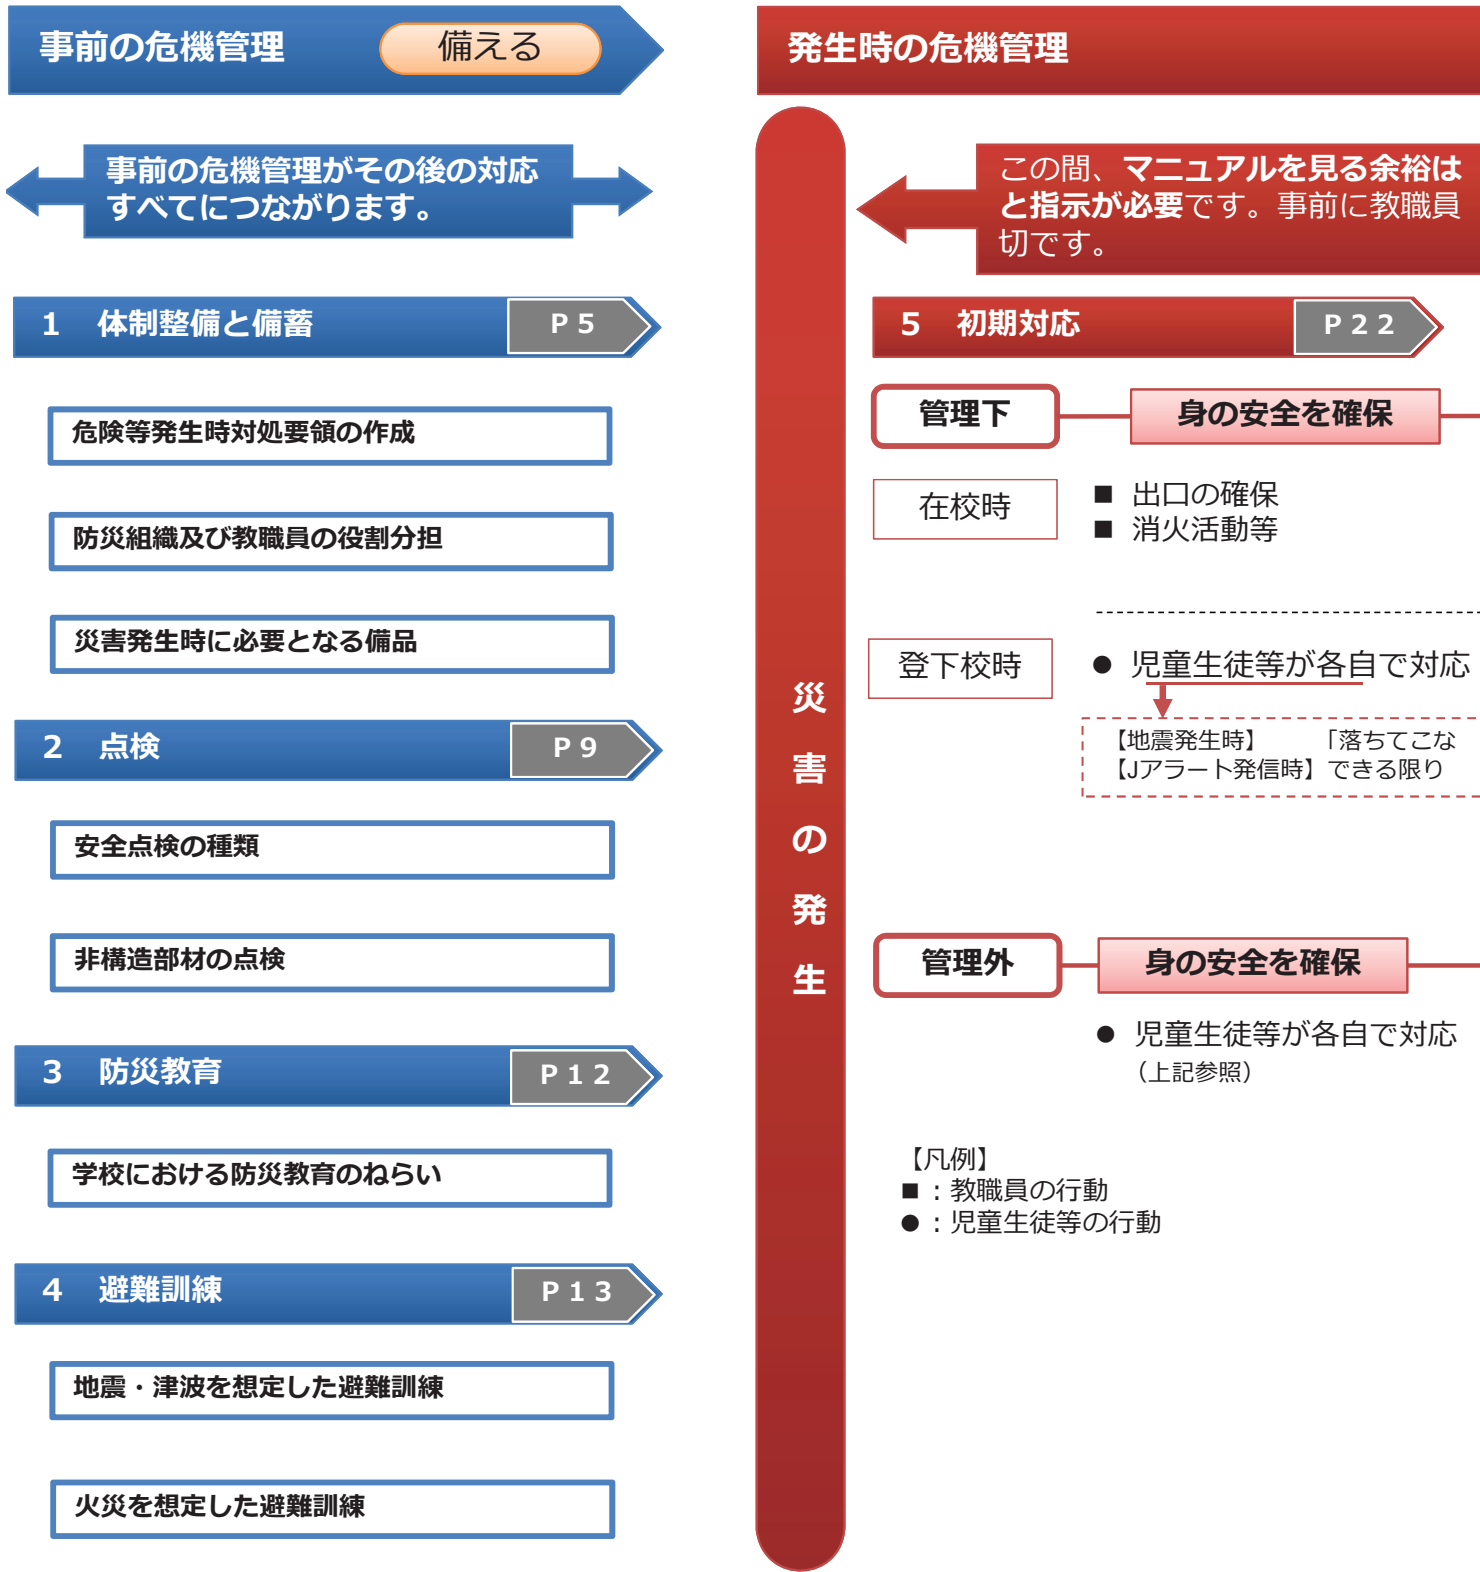 事前の危機管理
備える
事前の危機管理がその後の対応
すべてにつながります。
1 体制整備と備蓄
P 5
危険等発生時対処要領の作成
防災組織及び教職員の役割分担
災害発生時に必要となる備品
2 点検
P 9
安全点検の種類
非構造部材の点検
3 防災教育
P 1 2
学校における防災教育のねらい
4 避難訓練
P 1 3
地震・津波を想定した避難訓練
火災を想定した避難訓練
災害の発生
発生時の危機管理
この間、マニュアルを見る余裕は
と指示が必要です。事前に教職員
切です。
5 初期対応
P 2 2
管理下
身の安全を確保
在校時
■ 出口の確保
■ 消火活動等
登下校時
● 児童生徒等が各自で対応
【地震発生時】 「落ちてこな
【Jアラート発信時】できる限り
管理外
身の安全を確保
● 児童生徒等が各自で対応
（上記参照）
【凡例】
■：教職員の行動
●：児童生徒等の行動